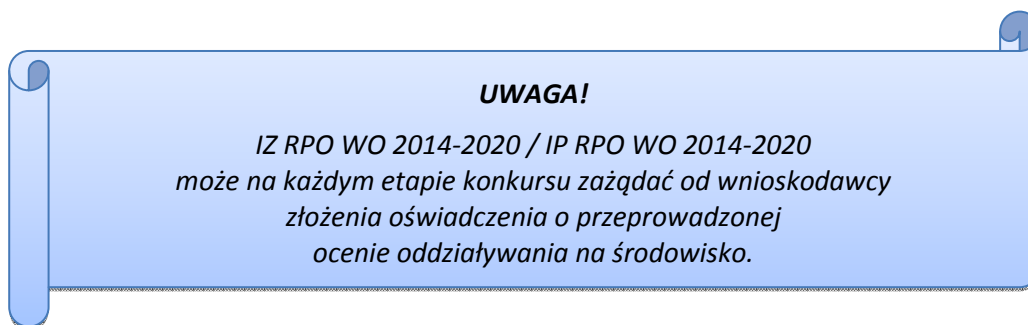 UWAGA!
IZ RPO WO 2014-2020 / IP RPO WO 2014-2020
może na każdym etapie konkursu zażądać od wnioskodawcy
złożenia oświadczenia o przeprowadzonej
ocenie oddziaływania na środowisko.